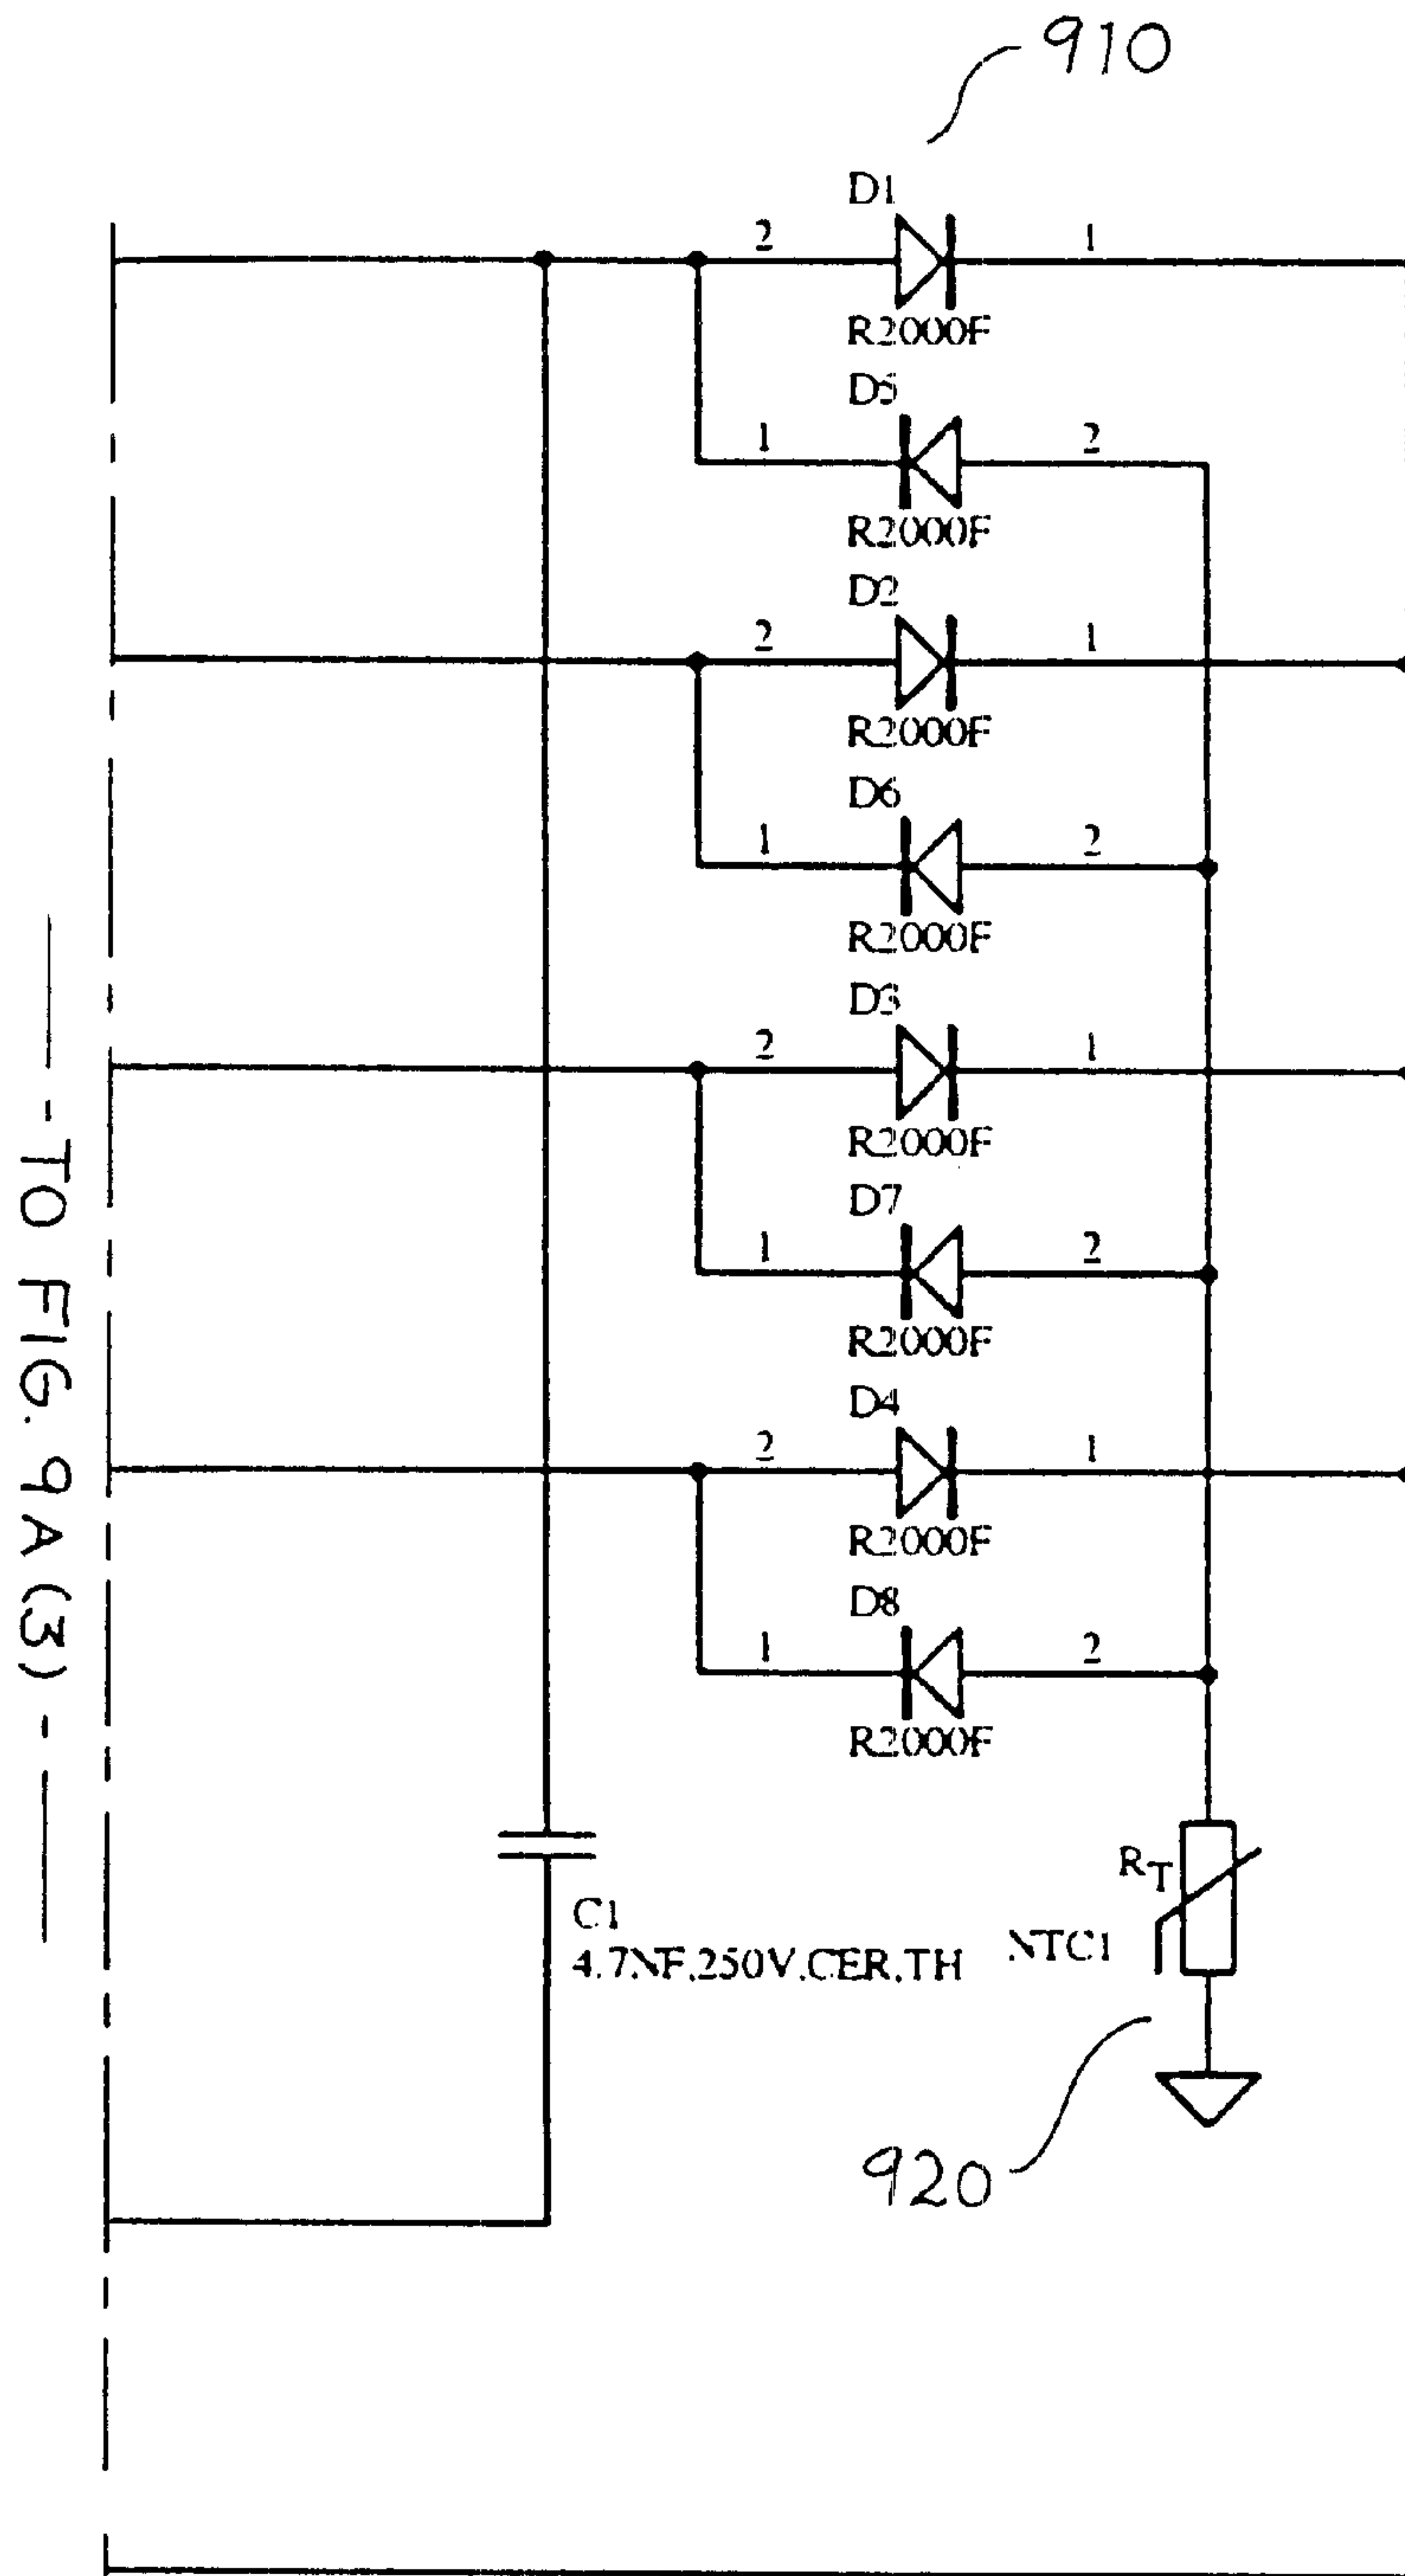 910
D1
2 1
R2000F
D5
1 2
R2000F
D2
2 1
R2000F
D6
1 2
R2000F
D3
2 1
R2000F
D7
1 2
R2000F
D4
2 1
R2000F
D8
1 2
R2000F
RT
C1
NTC1
4.7NF,250V,CER,TH
920
TO FIG. 9A (3)